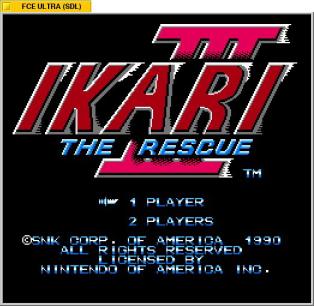 FCE ULTRA (SDL)
IKARI III
THE RESCUE
TM
1 PLAYER
2 PLAYERS
©SNK CORP. OF AMERICA 1990
ALL RIGHTS RESERVED
LICENSED BY
NINTENDO OF AMERICA INC.